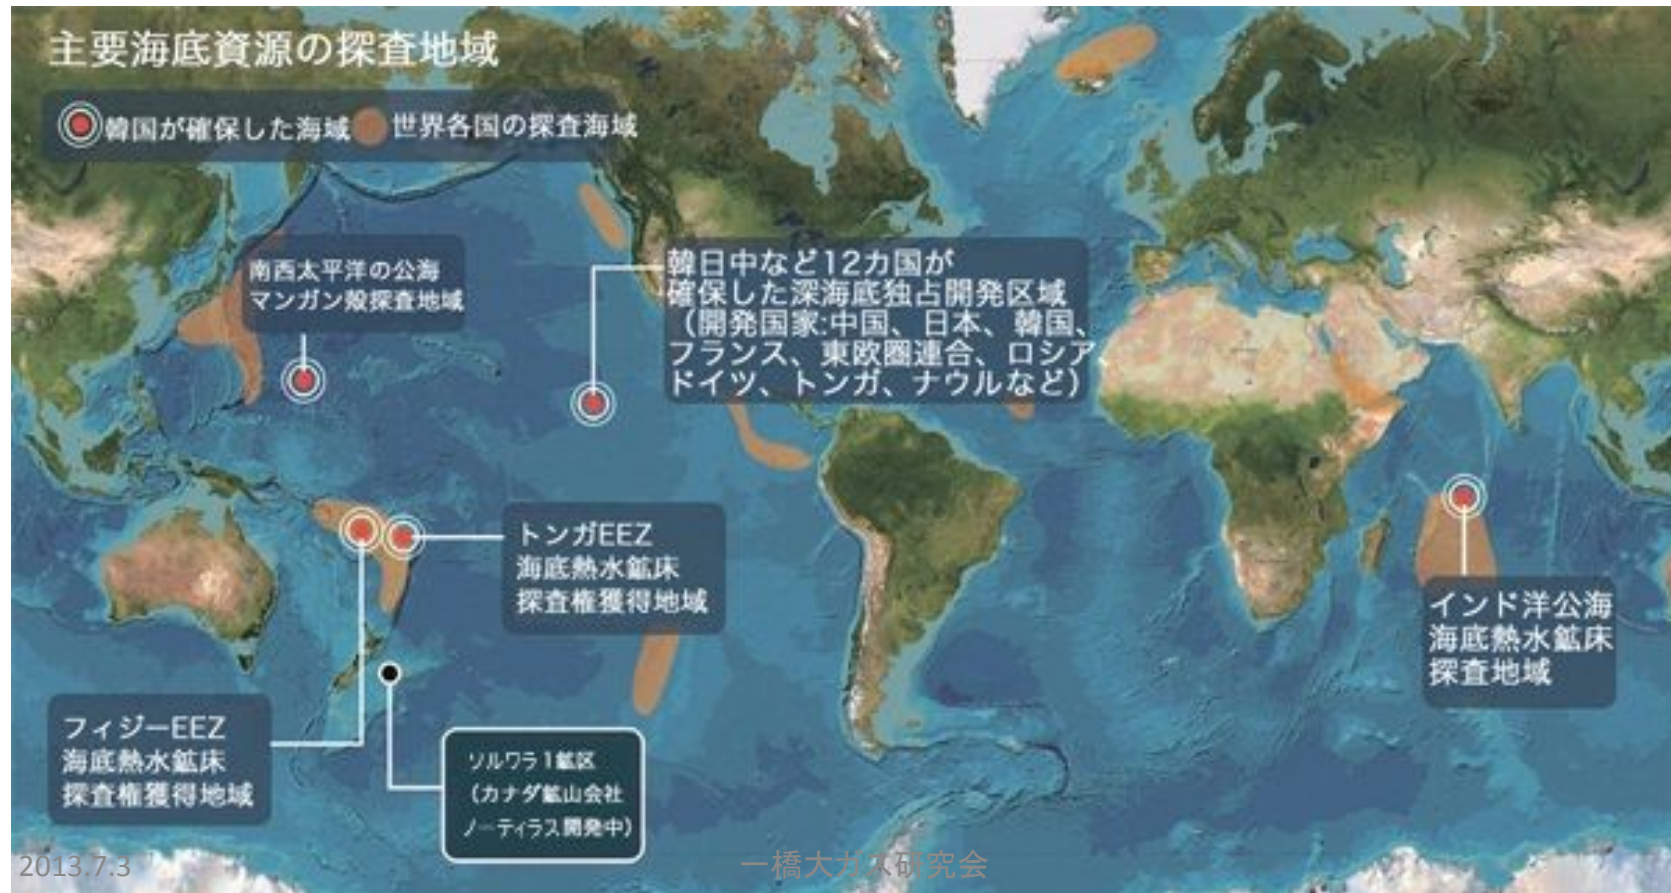 主要海底資源の探査地域
韓国が確保した海域
世界各国の探査海域
南西太平洋の公海
マンガン殻探査地域
韓日中など12カ国が
確保した深海底独占開発区域
（開発国家:中国、日本、韓国、
フランス、東欧圏連合、ロシア
ドイツ、トンガ、ナウルなど）
トンガEEZ
海底熱水鉱床
探査権獲得地域
インド洋公海
海底熱水鉱床
探査地域
フィジーEEZ
海底熱水鉱床
探査権獲得地域
ソルワラ1鉱区
（カナダ鉱山会社
ノーティラス開発中）
2013.7.3
一橋大ガス研究会